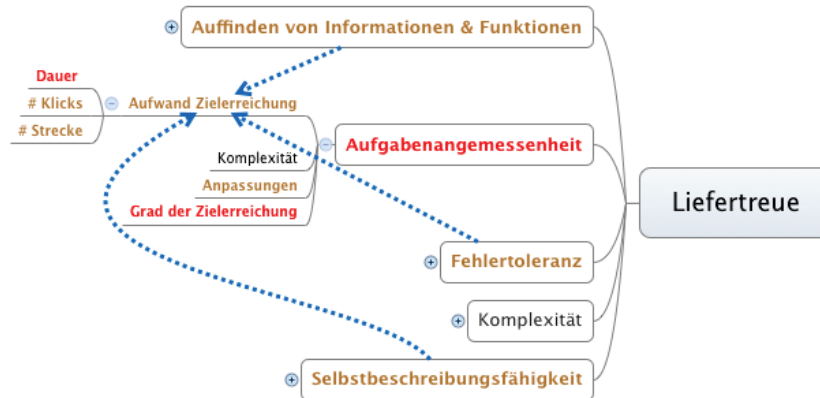 Auffinden von Informationen & Funktionen
Dauer
# Klicks
# Strecke
Aufwand Zielerreichung
Komplexität
Anpassungen
Grad der Zielerreichung
Aufgabenangemessenheit
Liefertreue
Fehlertoleranz
Komplexität
Selbstbeschreibungsfähigkeit